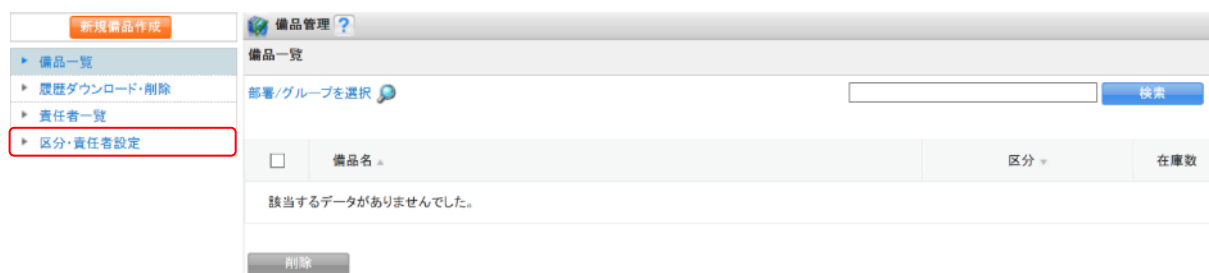 新規備品作成
備品一覧
履歴ダウンロード・削除
責任者一覧
区分・責任者設定
備品管理 ?
備品一覧
部署/グループを選択
検索
備品名 区分 在庫数
該当するデータがありませんでした。
削除